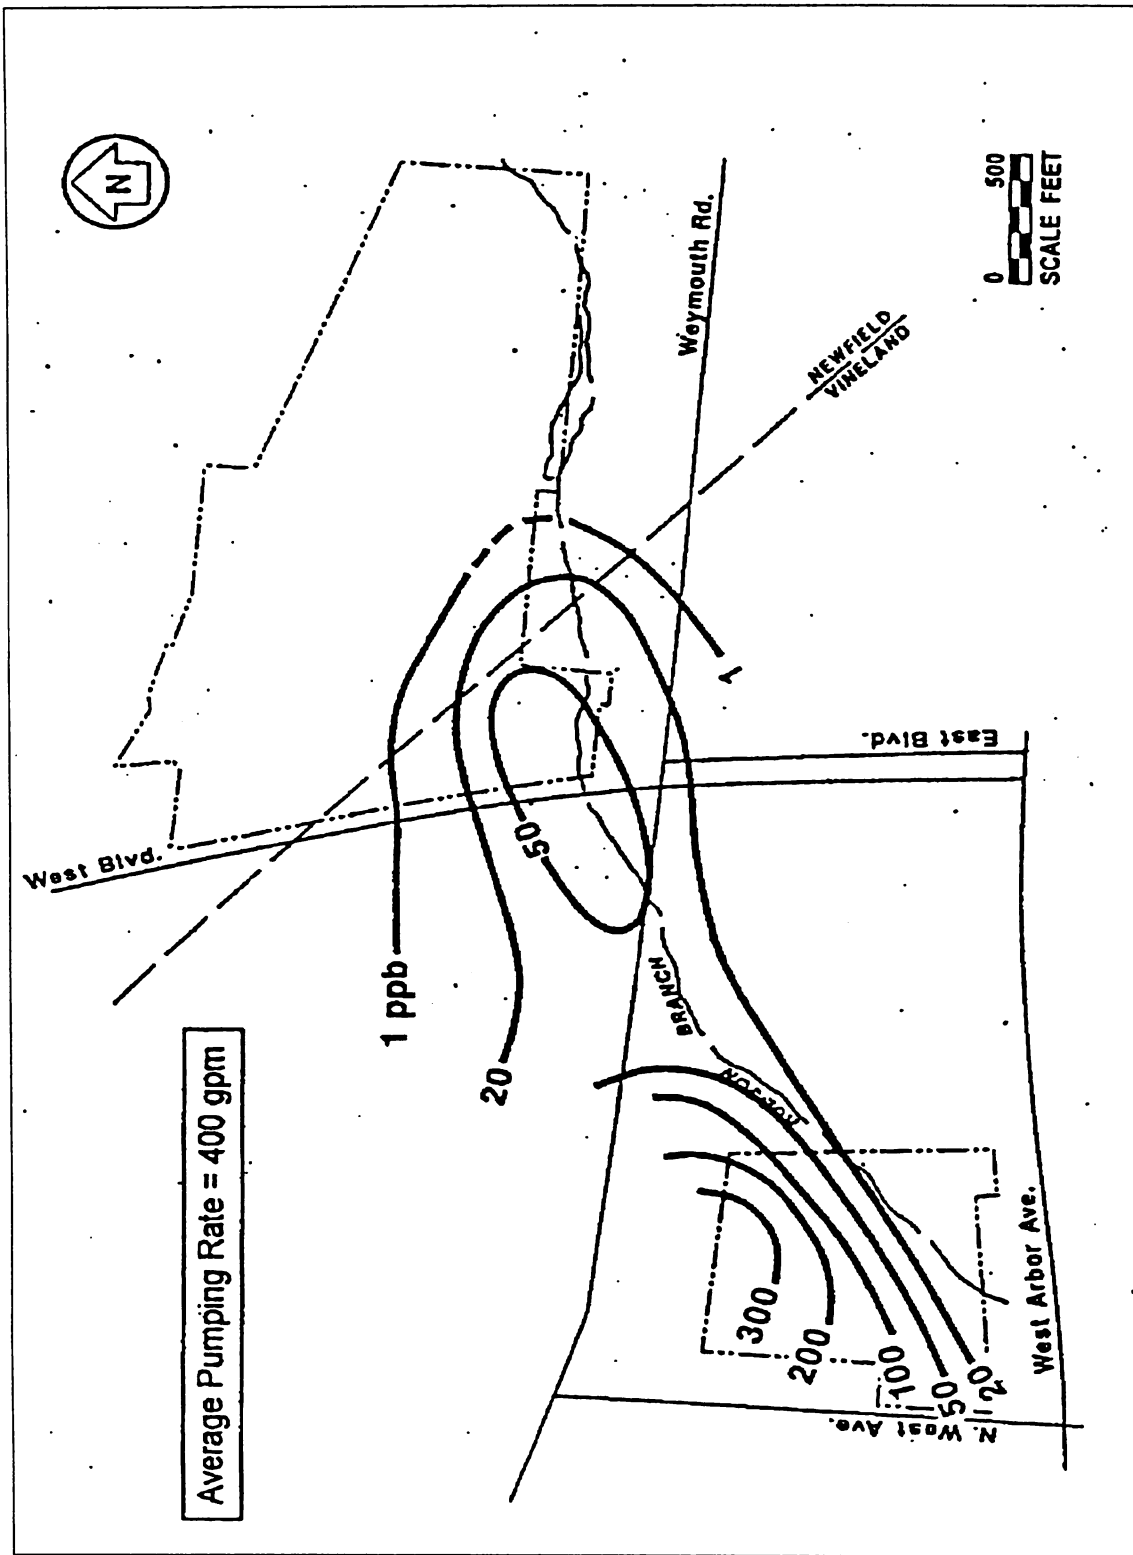 Average Pumping Rate = 400 gpm
N
West Blvd.
1 ppb
20
50
Weymouth Rd.
NEWFIELD
VINELAND
0 500
SCALE FEET
1
East Blvd.
BRANCH
300
200
100
50
20
N. West Ave.
West Arbor Ave.